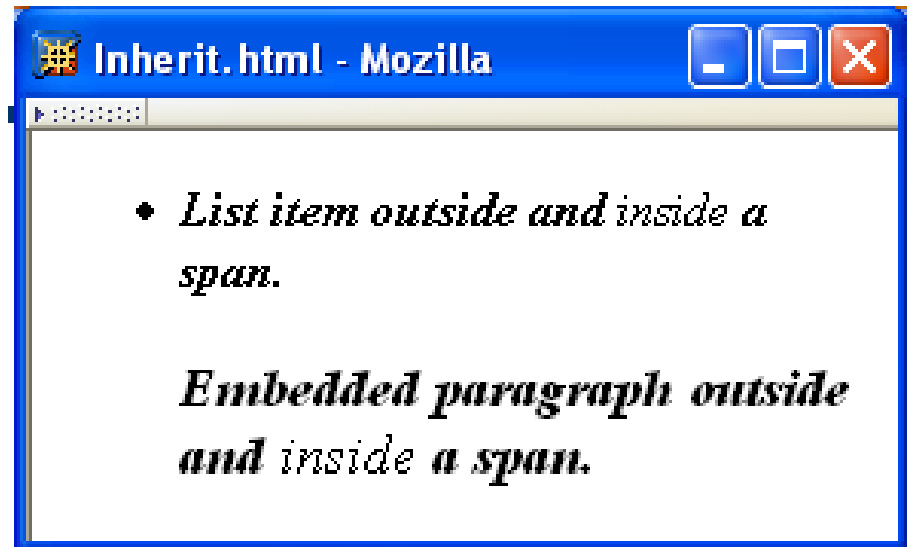 Inherit.html - Mozilla
• List item outside and inside a
span.
Embedded paragraph outside
and inside a span.